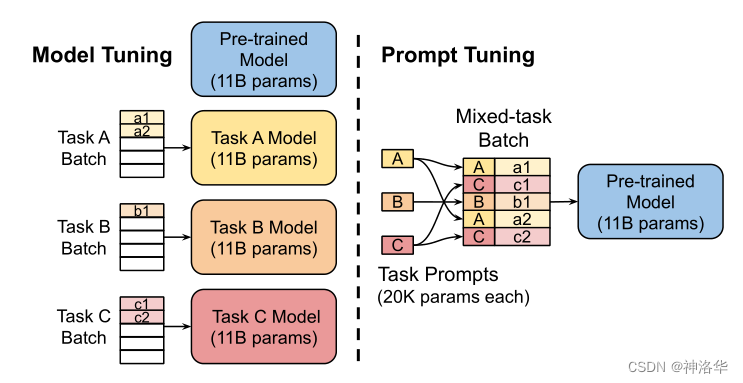 Model Tuning
Pre-trained
Model
(11B params)
Task A
Batch
a1
a2
Task A Model
(11B params)
Task B
Batch
b1
Task B Model
(11B params)
Task C
Batch
c1
c2
Task C Model
(11B params)
Prompt Tuning
Mixed-task
Batch
A
B
C
A a1
C c1
B b1
A a2
C c2
Pre-trained
Model
(11B params)
Task Prompts
(20K params each)
CSDN @神洛华